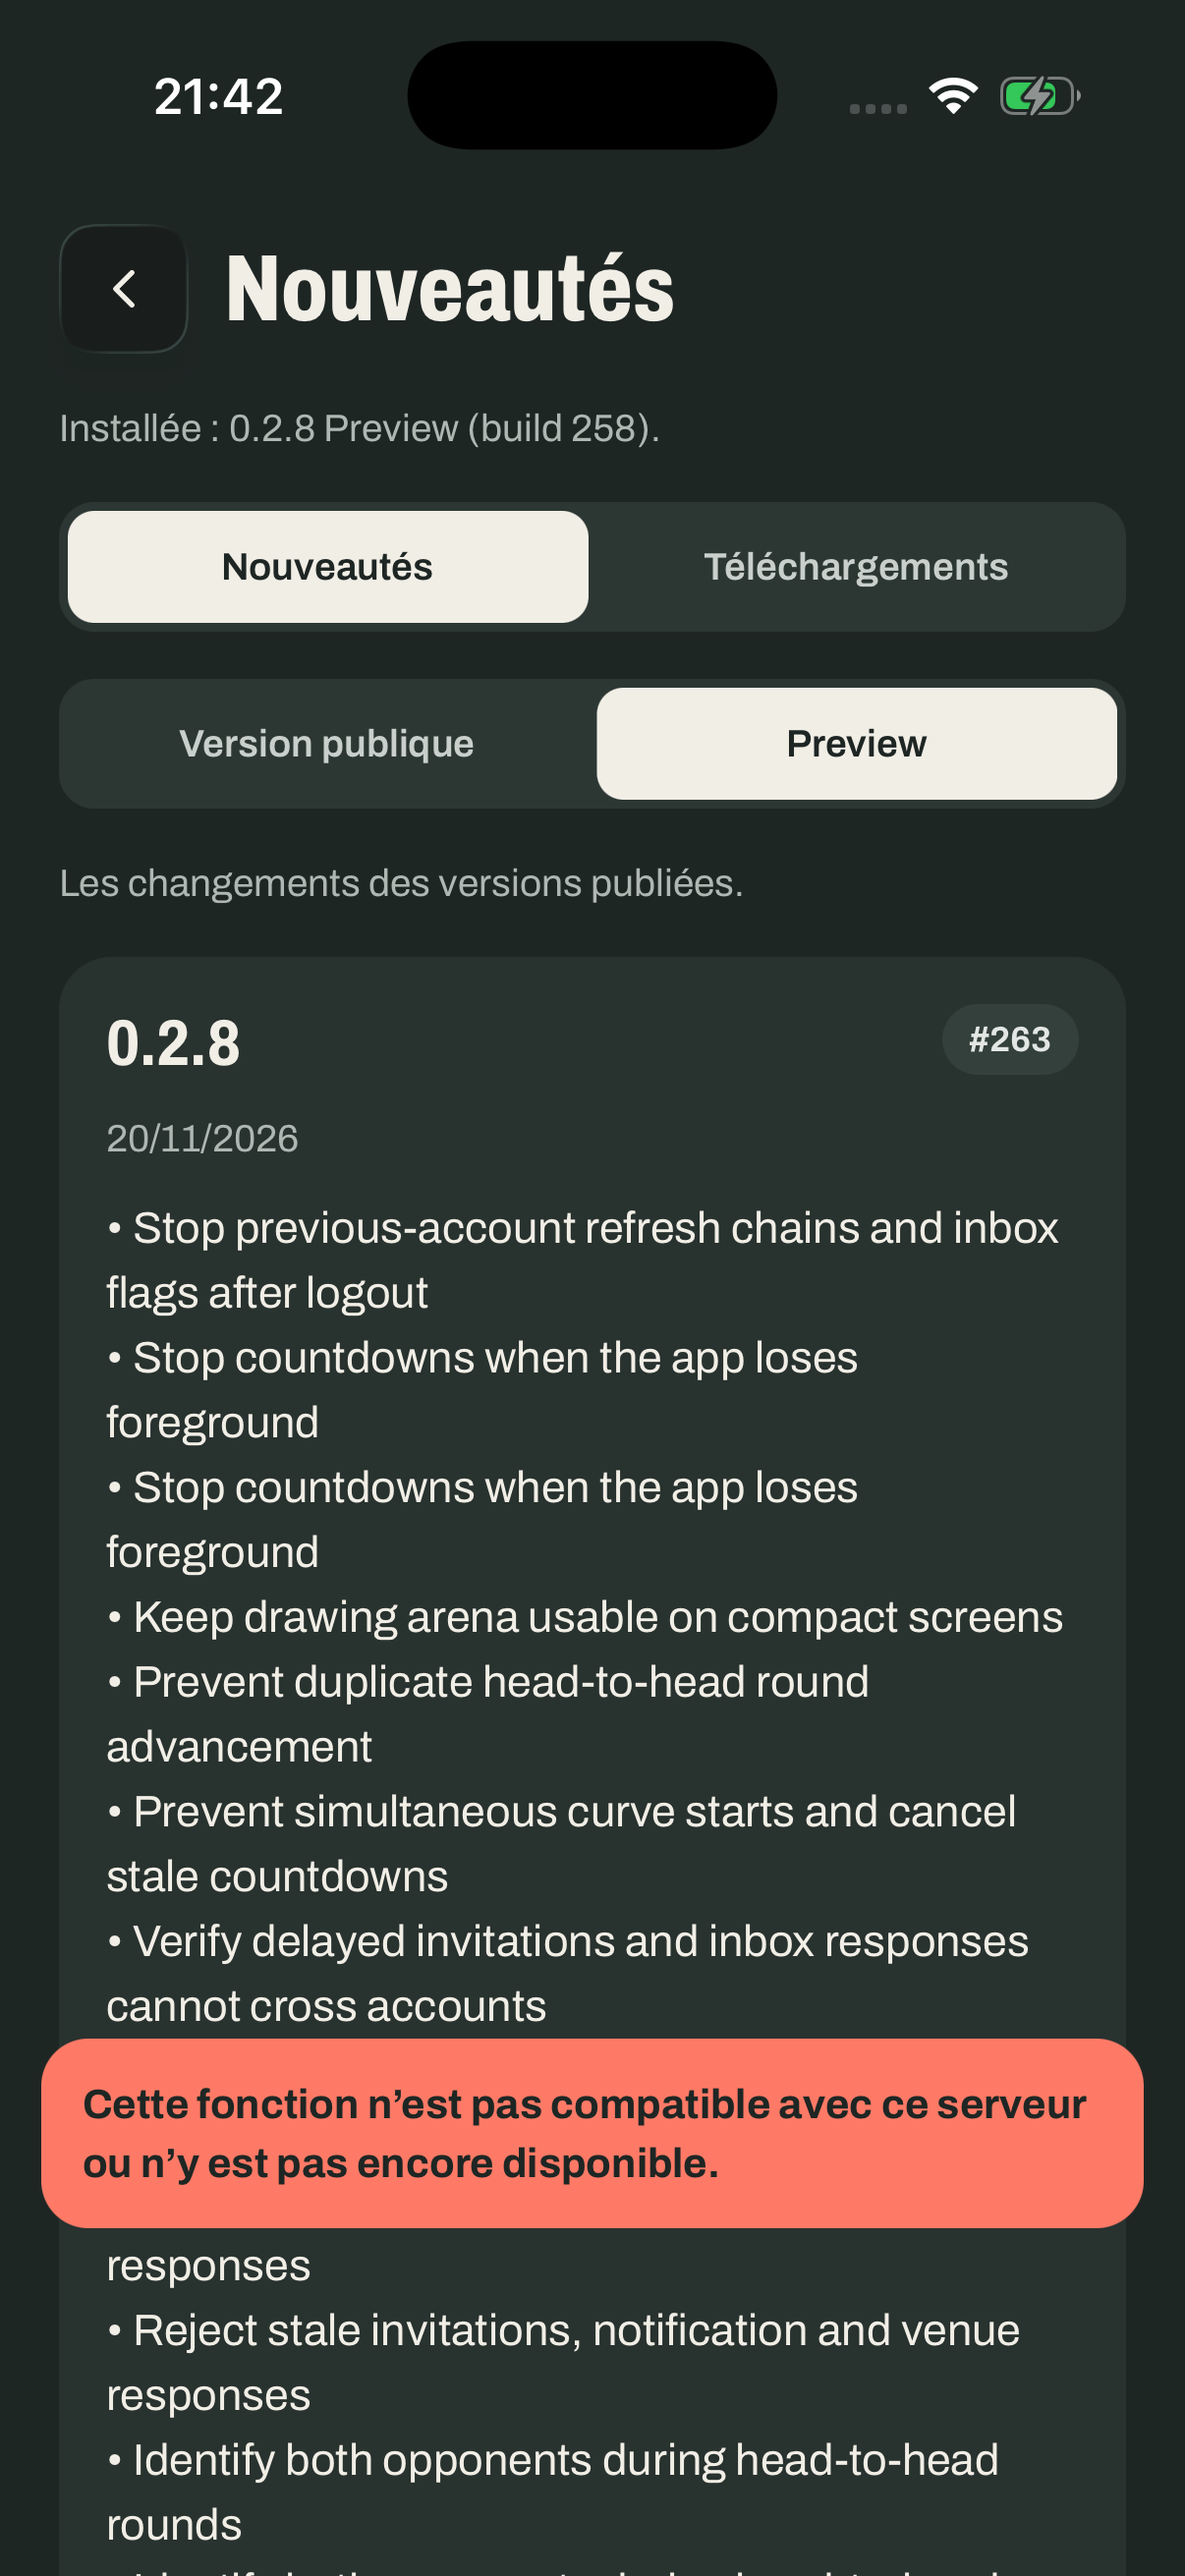 21:42
Nouveautés
Installée : 0.2.8 Preview (build 258).
Nouveautés
Téléchargements
Version publique
Preview
Les changements des versions publiées.
0.2.8
#263
20/11/2026
• Stop previous-account refresh chains and inbox
flags after logout
• Stop countdowns when the app loses
foreground
• Stop countdowns when the app loses
foreground
• Keep drawing arena usable on compact screens
• Prevent duplicate head-to-head round
advancement
• Prevent simultaneous curve starts and cancel
stale countdowns
• Verify delayed invitations and inbox responses
cannot cross accounts
Cette fonction n’est pas compatible avec ce serveur
ou n’y est pas encore disponible.
responses
• Reject stale invitations, notification and venue
responses
• Identify both opponents during head-to-head
rounds